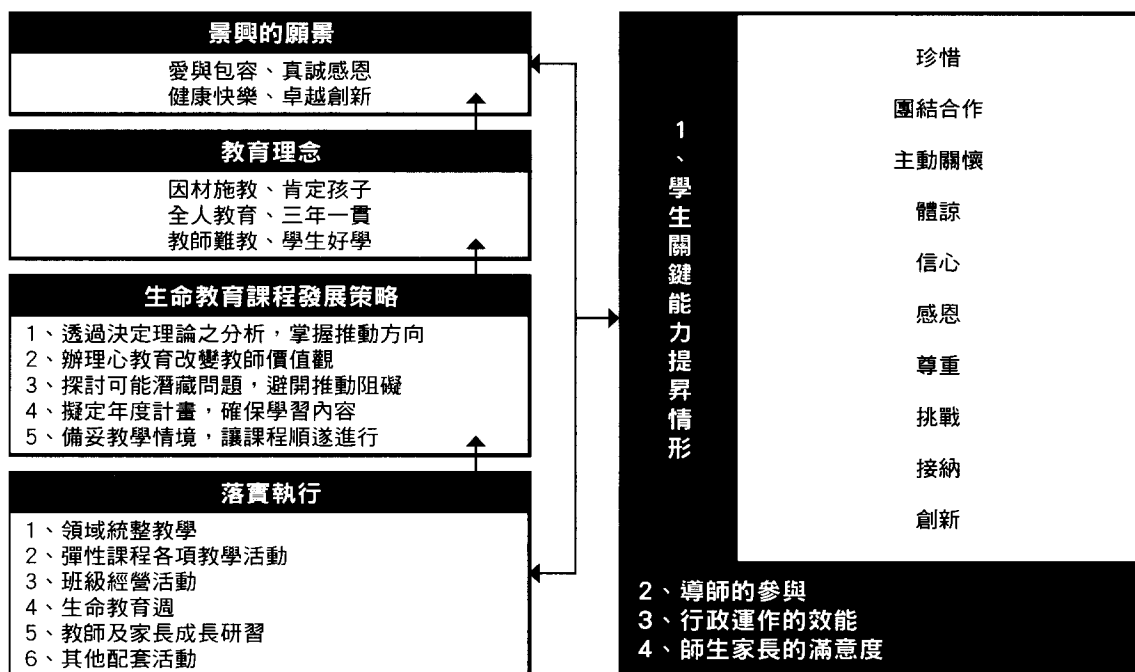 景興的願景
愛與包容、真誠感恩
健康快樂、卓越創新
教育理念
因材施教、肯定孩子
全人教育、三年一貫
教師難教、學生好學
生命教育課程發展策略
1、透過決定理論之分析，掌握推動方向
2、辦理心教育改變教師價值觀
3、探討可能潛藏問題，避開推動阻礙
4、擬定年度計畫，確保學習內容
5、備妥教學情境，讓課程順遂進行
落實執行
1、領域統整教學
2、彈性課程各項教學活動
3、班級經營活動
4、生命教育週
5、教師及家長成長研習
6、其他配套活動
1、學生關鍵能力提昇情形
珍惜
團結合作
主動關懷
體諒
信心
感恩
尊重
挑戰
接納
創新
2、導師的參與
3、行政運作的效能
4、師生家長的滿意度